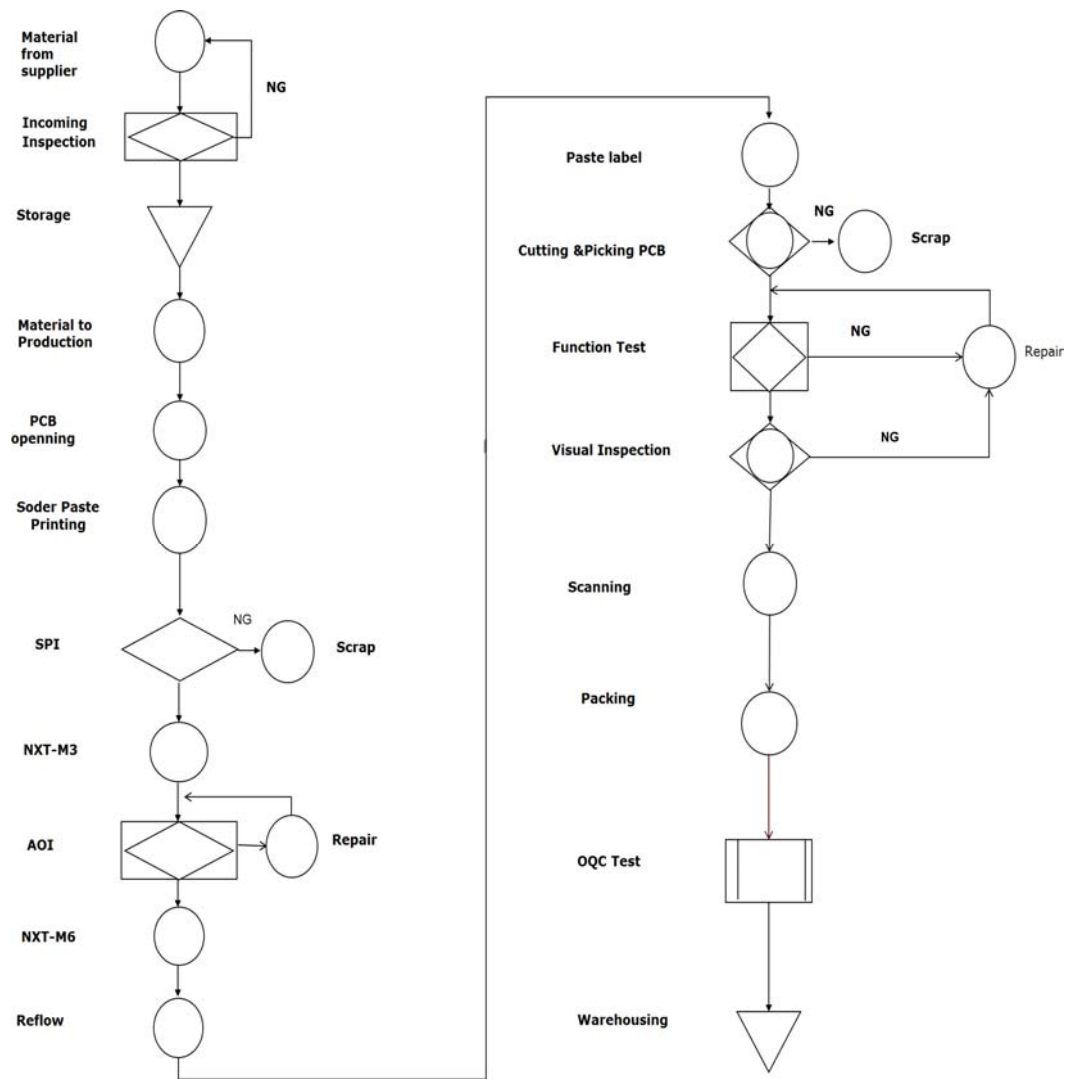 Material
from
supplier
NG
Incoming
Inspection
Storage
Material to
Production
PCB
openning
Soder Paste
Printing
SPI
NG
Scrap
NXT-M3
AOI
Repair
NXT-M6
Reflow
Paste label
NG
Scrap
Cutting &Picking PCB
Function Test
NG
Repair
Visual Inspection
NG
Scanning
Packing
OQC Test
Warehousing